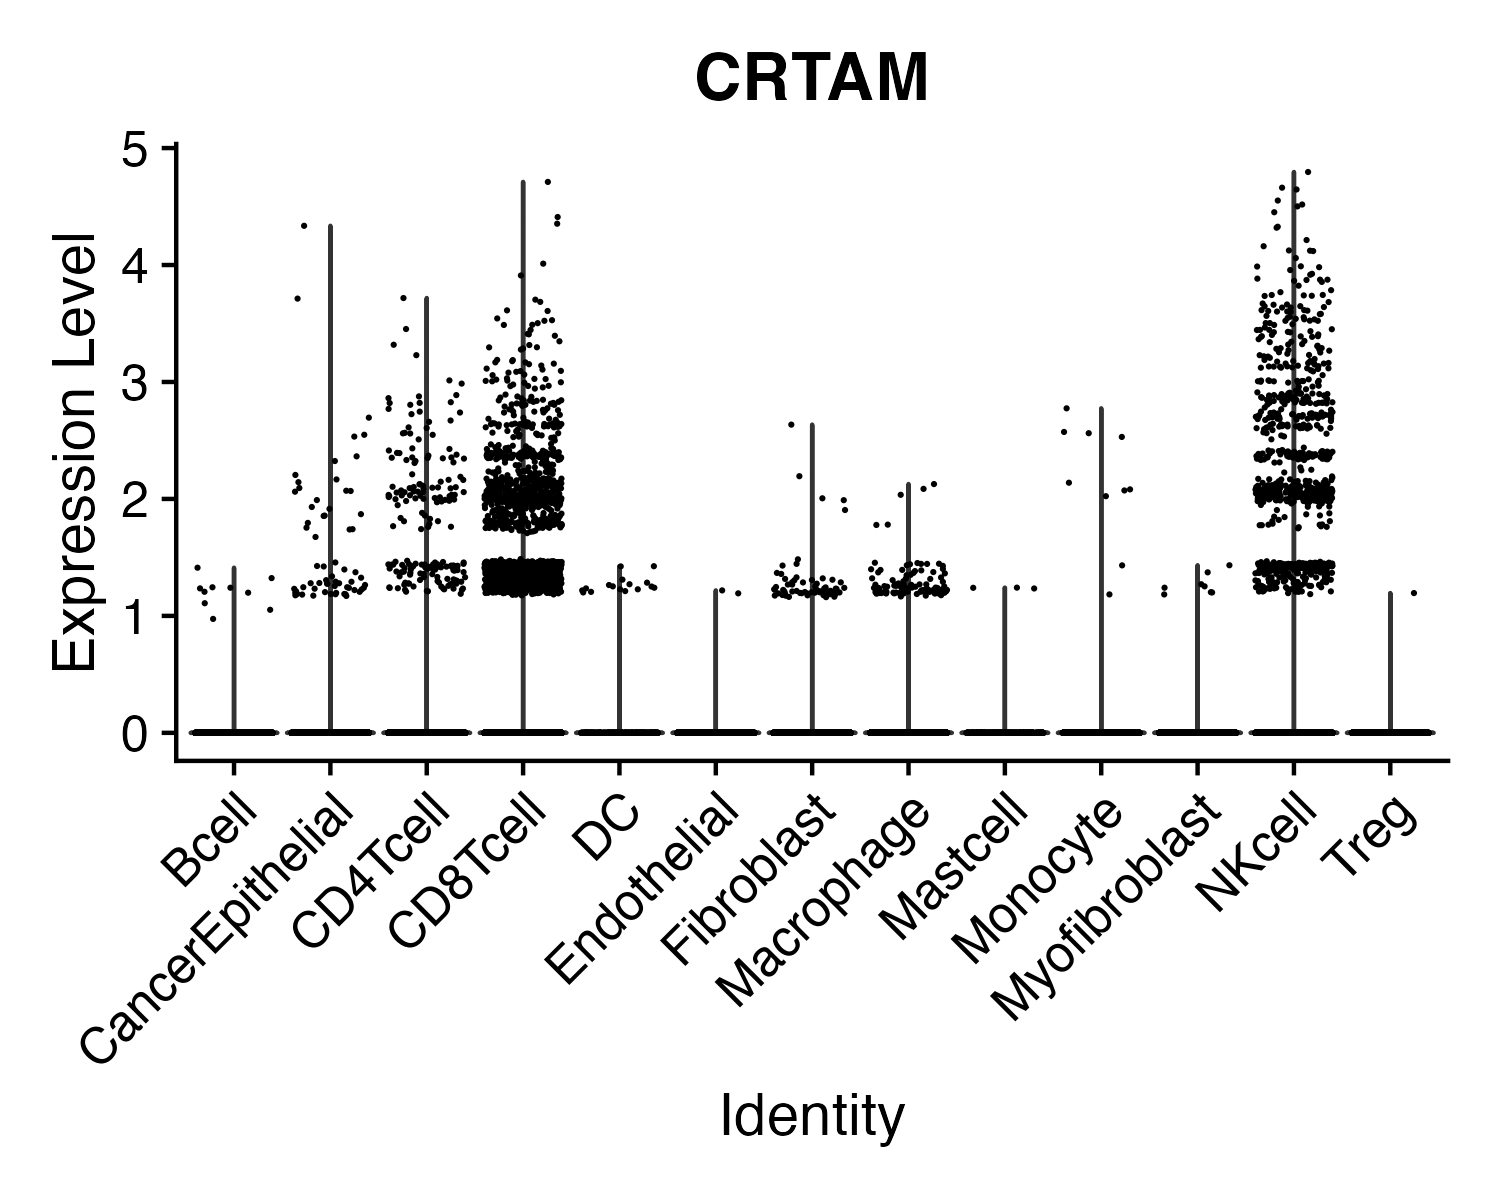 CRTAM
Expression Level
5
4
3
2
1
0
Bcell
CancerEpithelial
CD4Tcell
CD8Tcell
DC
Endothelial
Fibroblast
Macrophage
Mastcell
Monocyte
Myofibroblast
NKcell
Treg
Identity